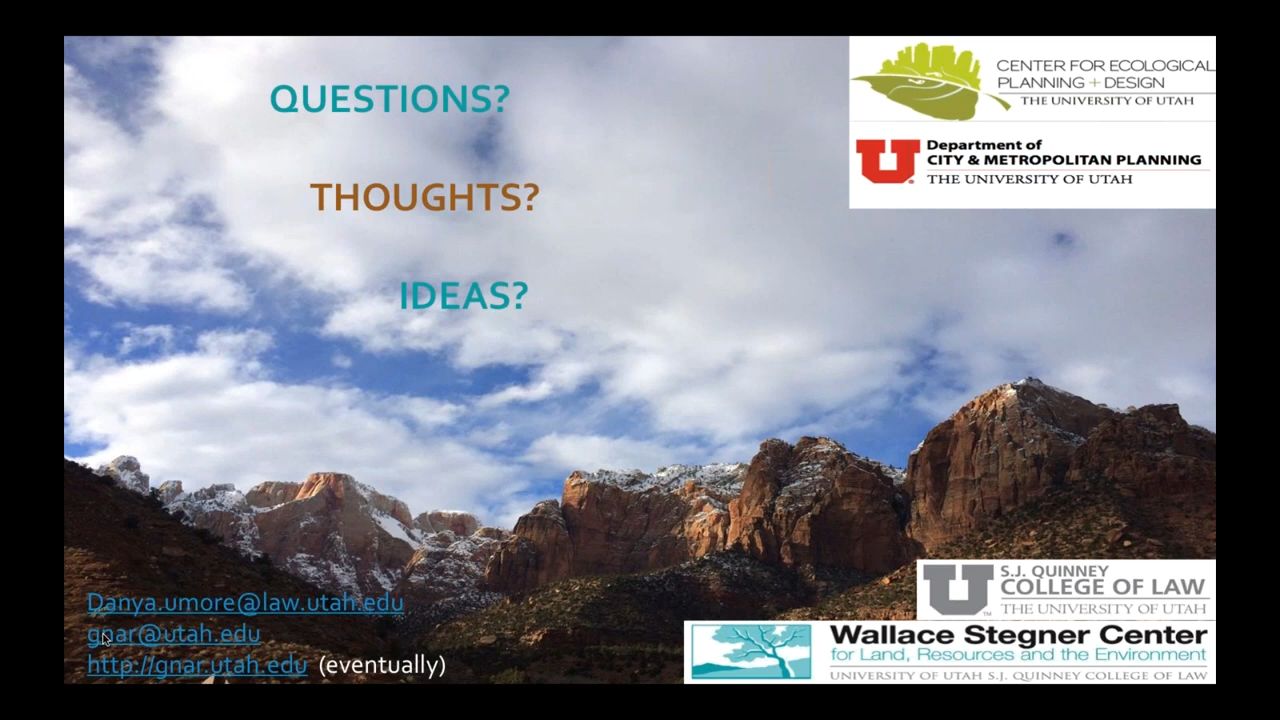 QUESTIONS?
THOUGHTS?
IDEAS?
CENTER FOR ECOLOGICAL
PLANNING + DESIGN
THE UNIVERSITY OF UTAH
Department of
CITY & METROPOLITAN PLANNING
THE UNIVERSITY OF UTAH
Danya.umore@law.utah.edu
gnar@utah.edu
http://gnar.utah.edu (eventually)
U
S.J. QUINNEY
COLLEGE OF LAW
THE UNIVERSITY OF UTAH
TM
Wallace Stegner Center
for Land, Resources and the Environment
UNIVERSITY OF UTAH S.J. QUINNEY COLLEGE OF LAW